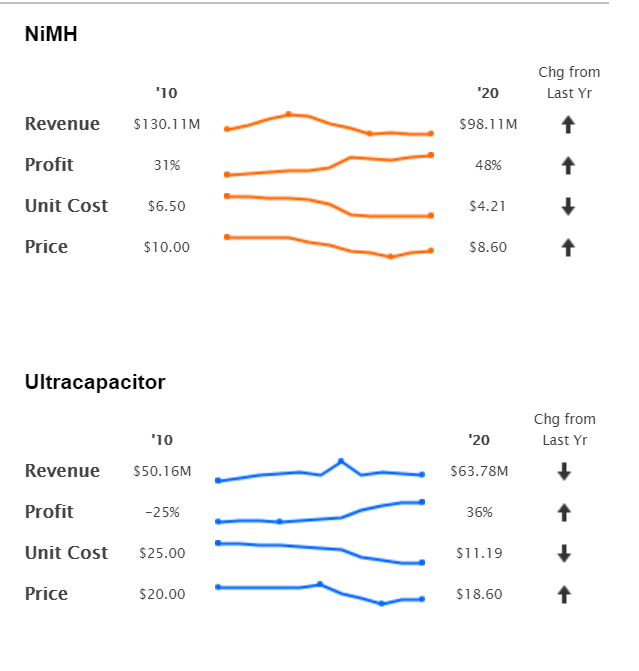 NiMH
Chg from
'10 '20 Last Yr
Revenue $130.11M $98.11M
Profit 31% 48%
Unit Cost $6.50 $4.21
Price $10.00 $8.60
Ultracapacitor
Chg from
'10 '20 Last Yr
Revenue $50.16M $63.78M
Profit -25% 36%
Unit Cost $25.00 $11.19
Price $20.00 $18.60